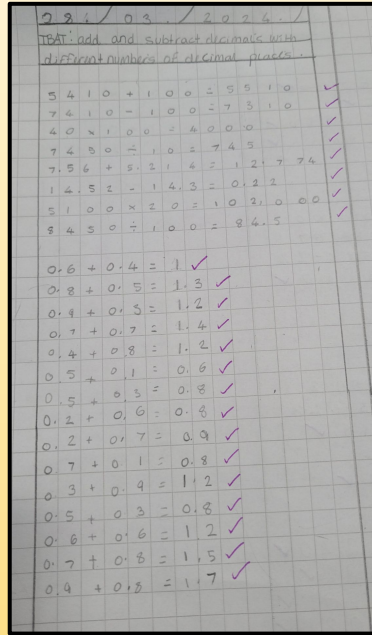 28. / 03. / 2024. /
TBAT: add and subtract decimals with
different numbers of decimal places.
5410 + 100 = 5510 ✓
7410 - 100 = 7310 ✓
40 x 100 = 4000 ✓
7450 ÷ 10 = 745 ✓
7.56 + 5.214 = 12.774 ✓
14.52 - 14.3 = 0.22 ✓
5100 x 20 = 102,000 ✓
8450 ÷ 100 = 84.5 ✓
0.6 + 0.4 = 1 ✓
0.8 + 0.5 = 1.3 ✓
0.9 + 0.3 = 1.2 ✓
0.7 + 0.7 = 1.4 ✓
0.4 + 0.8 = 1.2 ✓
0.5 + 0.1 = 0.6 ✓
0.5 + 0.3 = 0.8 ✓
0.2 + 0.6 = 0.8 ✓
0.2 + 0.7 = 0.9 ✓
0.7 + 0.1 = 0.8 ✓
0.3 + 0.9 = 1.2 ✓
0.5 + 0.3 = 0.8 ✓
0.6 + 0.6 = 1.2 ✓
0.7 + 0.8 = 1.5 ✓
0.9 + 0.8 = 1.7 ✓